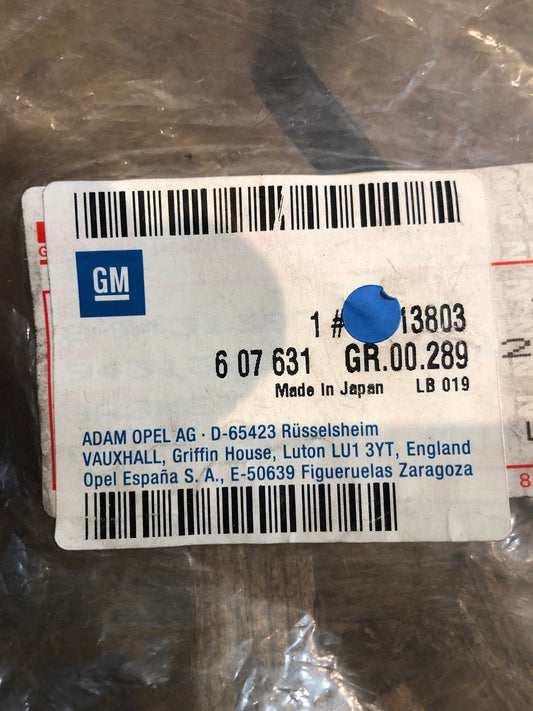 GM
1 # 13803
6 07 631 GR.00.289
Made In Japan LB 019
ADAM OPEL AG · D-65423 Rüsselsheim
VAUXHALL, Griffin House, Luton LU1 3YT, England
Opel España S. A., E-50639 Figueruelas Zaragoza